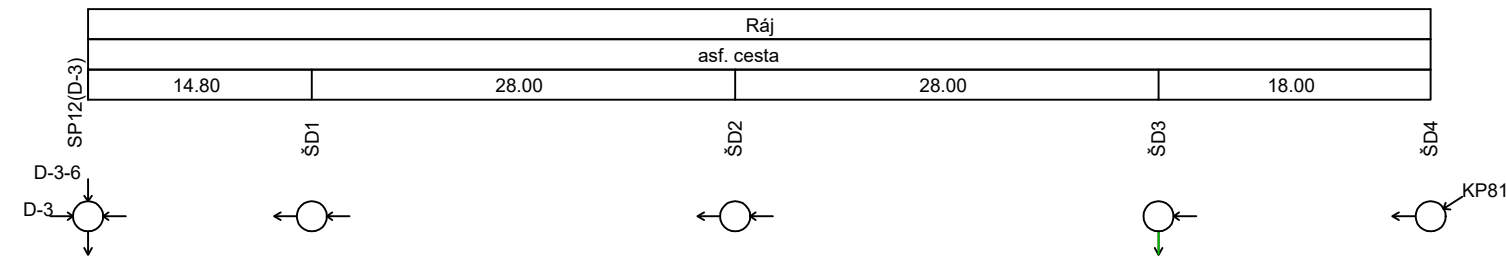 Ráj
asf. cesta
14.80 28.00 28.00 18.00
SP12(D-3) ŠD1 ŠD2 ŠD3 ŠD4
D-3-6
D-3
KP81